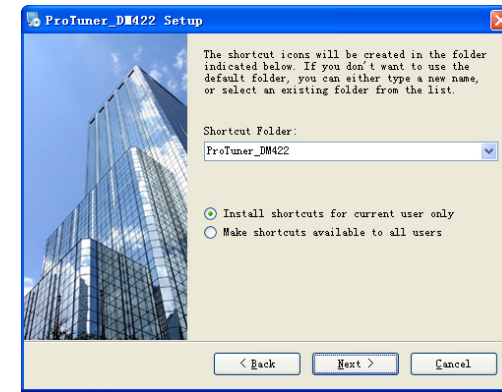 ProTuner_DM422 Setup
The shortcut icons will be created in the folder
indicated below. If you don't want to use the
default folder, you can either type a new name,
or select an existing folder from the list.
Shortcut Folder:
ProTuner_DM422
Install shortcuts for current user only
Make shortcuts available to all users
< Back
Next >
Cancel